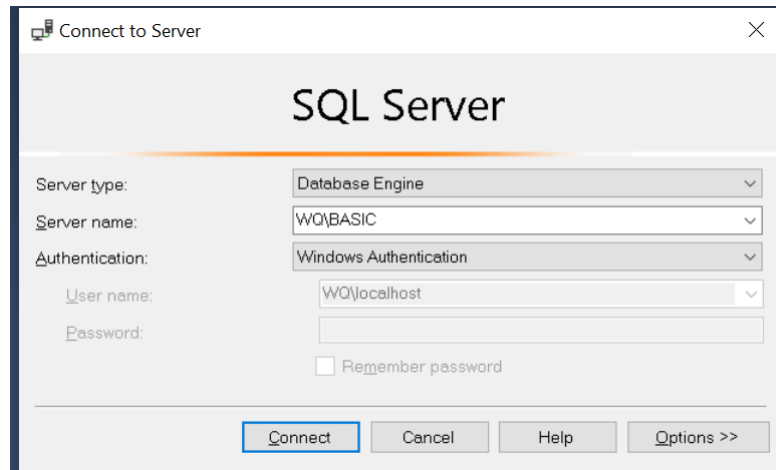 Connect to Server
SQL Server
Server type: Database Engine
Server name: WQ\BASIC
Authentication: Windows Authentication
User name: WQ\localhost
Password:
Remember password
Connect Cancel Help Options >>